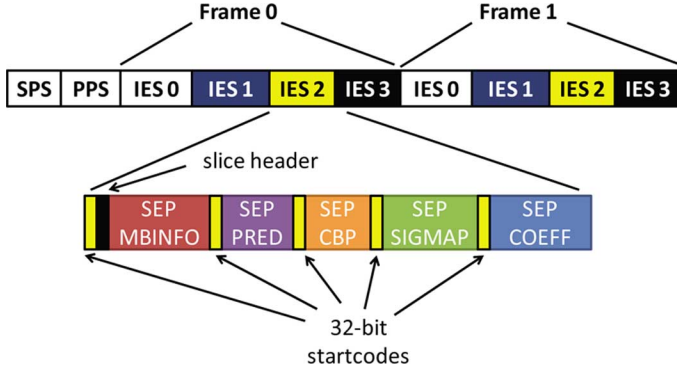 Frame 0
Frame 1
SPS PPS IES 0 IES 1 IES 2 IES 3 IES 0 IES 1 IES 2 IES 3
slice header
SEP SEP SEP SEP SEP
MBINFO PRED CBP SIGMAP COEFF
32-bit
startcodes